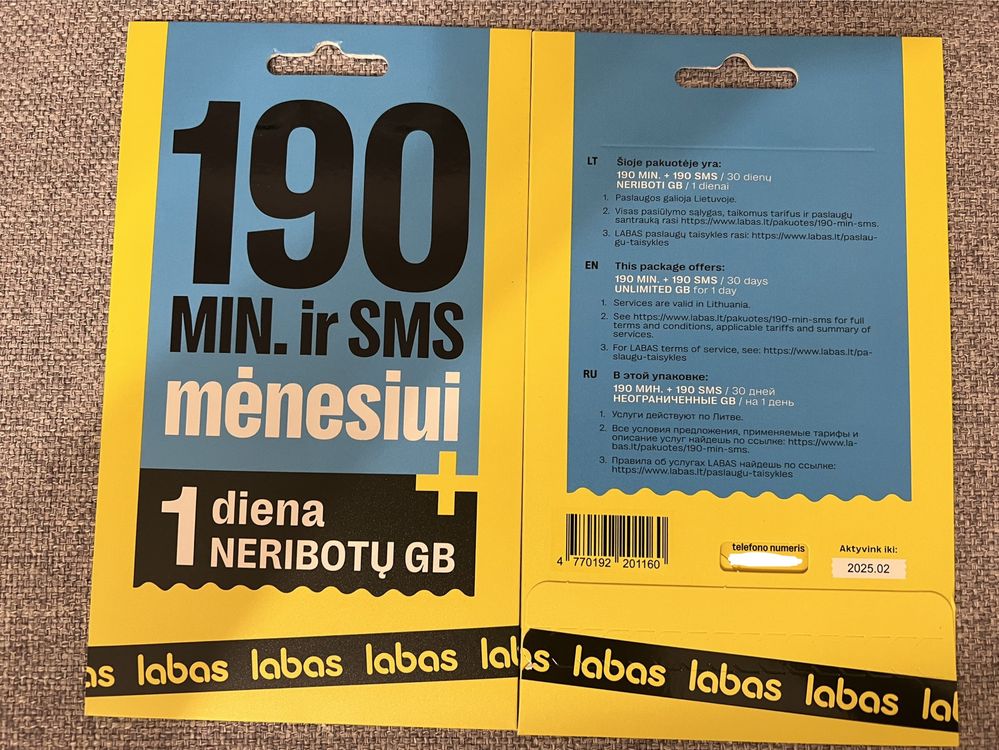 190
MIN. ir SMS
mėnesiui
+
1 diena
NERIBOTŲ GB
as labas labas labas lab
LT Šioje pakuotėje yra:
190 MIN. + 190 SMS / 30 dienų
NERIBOTI GB / 1 dienai
1. Paslaugos galioja Lietuvoje.
2. Visas pasiūlymo sąlygas, taikomus tarifus ir paslaugų
santrauką rasi https://www.labas.lt/pakuotes/190-min-sms.
3. LABAS paslaugų taisykles rasi: https://www.labas.lt/paslau-
gu-taisykles
EN This package offers:
190 MIN. + 190 SMS / 30 days
UNLIMITED GB for 1 day
1. Services are valid in Lithuania.
2. See https://www.labas.lt/pakuotes/190-min-sms for full
terms and conditions, applicable tariffs and summary of
services.
3. For LABAS terms of service, see: https://www.labas.lt/pa-
slaugu-taisykles
RU В этой упаковке:
190 МИН. + 190 SMS / 30 дней
НЕОГРАНИЧЕННЫЕ GB / на 1 день
1. Услуги действуют по Литве.
2. Все условия предложения, применяемые тарифы и
описание услуг найдешь по ссылке: https://www.la-
bas.lt/pakuotes/190-min-sms.
3. Правила об услугах LABAS найдешь по ссылке:
https://www.labas.lt/paslaugu-taisykles
4 770192 201160
telefono numeris
Aktyvink iki:
2025.02
as labas labas labas la